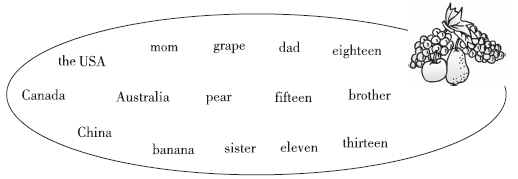 mom grape dad eighteen
the USA
Canada Australia pear fifteen brother
China
banana sister eleven thirteen